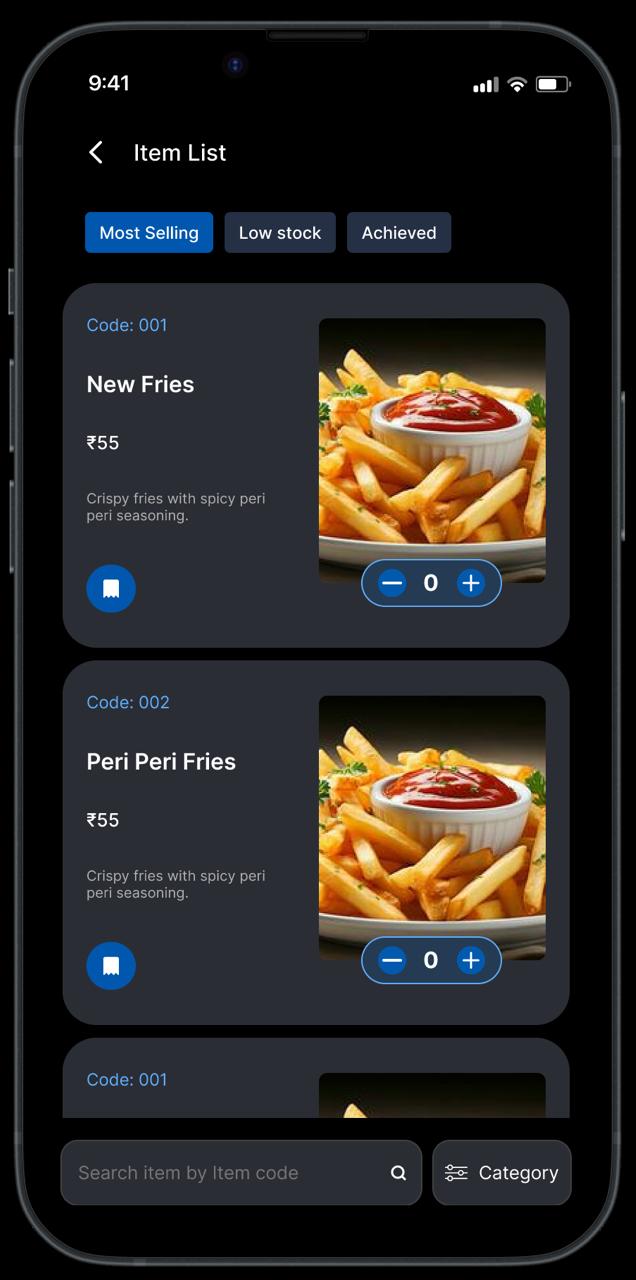 9:41
Item List
Most Selling
Low stock
Achieved
Code: 001
New Fries
₹55
Crispy fries with spicy peri
peri seasoning.
0
Code: 002
Peri Peri Fries
₹55
Crispy fries with spicy peri
peri seasoning.
0
Code: 001
Search item by Item code
Category